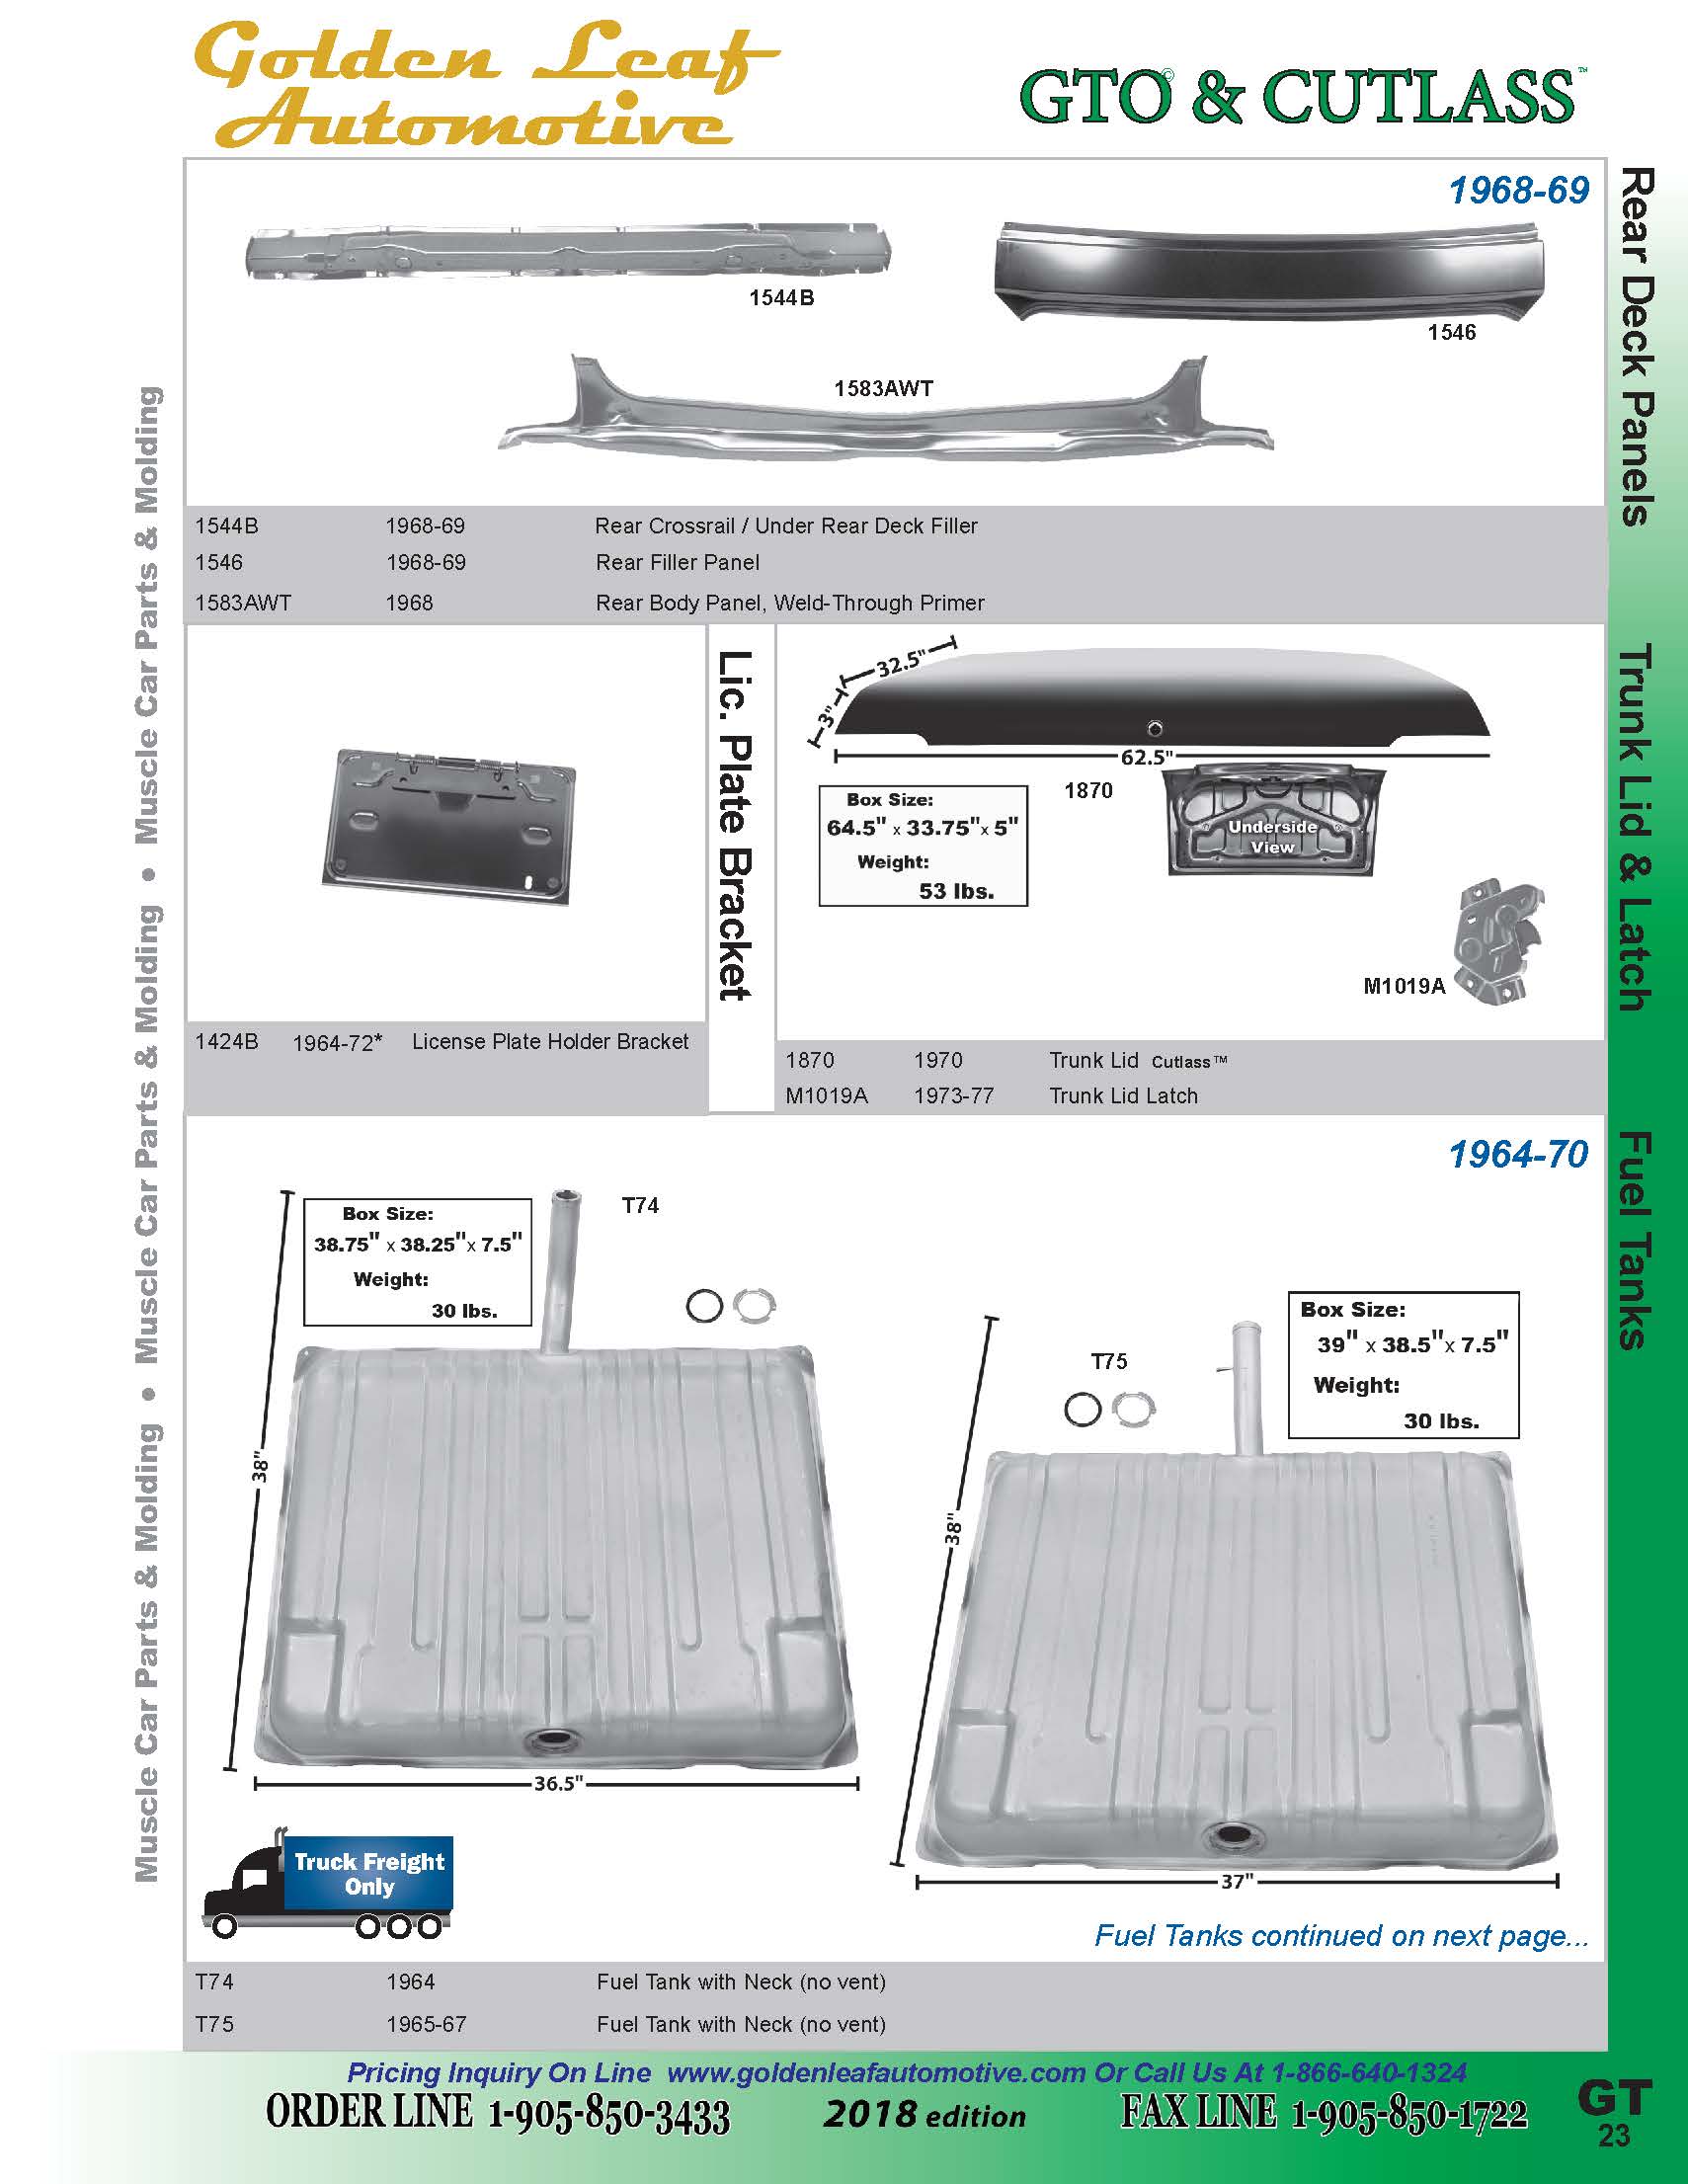 Golden Leaf
Automotive
GTO© & CUTLASS™
1968-69
1544B
1546
1583AWT
1544B 1968-69 Rear Crossrail / Under Rear Deck Filler
1546 1968-69 Rear Filler Panel
1583AWT 1968 Rear Body Panel, Weld-Through Primer
Rear Deck Panels
Lic. Plate Bracket
1424B 1964-72* License Plate Holder Bracket
32.5"
3"
62.5"
1870
Box Size:
64.5" x 33.75" x 5"
Weight:
53 lbs.
Underside
View
M1019A
1870 1970 Trunk Lid Cutlass™
M1019A 1973-77 Trunk Lid Latch
Trunk Lid & Latch
1964-70
T74
Box Size:
38.75" x 38.25" x 7.5"
Weight:
30 lbs.
38"
36.5"
T75
Box Size:
39" x 38.5" x 7.5"
Weight:
30 lbs.
38"
37"
Truck Freight
Only
Fuel Tanks continued on next page...
T74 1964 Fuel Tank with Neck (no vent)
T75 1965-67 Fuel Tank with Neck (no vent)
Fuel Tanks
Muscle Car Parts & Molding • Muscle Car Parts & Molding • Muscle Car Parts & Molding
Pricing Inquiry On Line www.goldenleafautomotive.com Or Call Us At 1-866-640-1324
ORDER LINE 1-905-850-3433 2018 edition FAX LINE 1-905-850-1722
GT
23